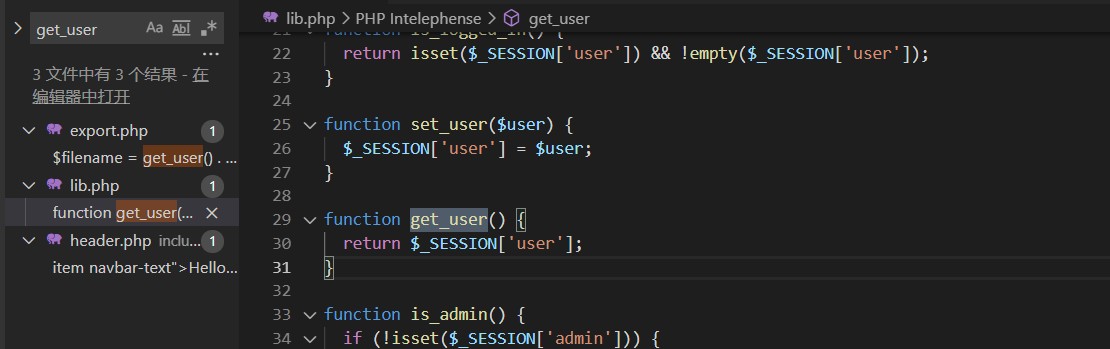 get_user
Aa Abl .*
...
3 文件中有 3 个结果 - 在
编辑器中打开
export.php 1
$filename = get_user() . ...
lib.php 1
function get_user(...
header.php inclu... 1
item navbar-text">Hello...
lib.php > PHP Intelephense > get_user
21 function is_logged_in() {
22 return isset($_SESSION['user']) && !empty($_SESSION['user']);
23 }
24
25 function set_user($user) {
26 $_SESSION['user'] = $user;
27 }
28
29 function get_user() {
30 return $_SESSION['user'];
31 }
32
33 function is_admin() {
34 if (!isset($_SESSION['admin'])) {